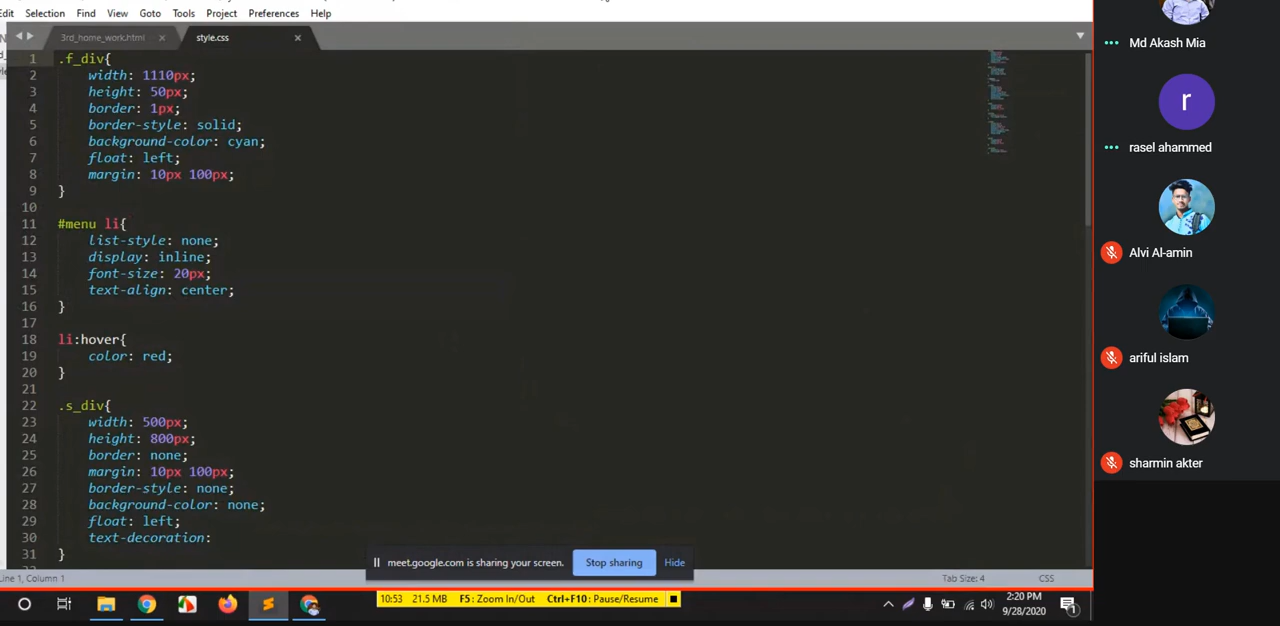 Edit Selection Find View Goto Tools Project Preferences Help
3rd_home_work.html
style.css
1 .f_div{
2 width: 1110px;
3 height: 50px;
4 border: 1px;
5 border-style: solid;
6 background-color: cyan;
7 float: left;
8 margin: 10px 100px;
9 }
10
11 #menu li{
12 list-style: none;
13 display: inline;
14 font-size: 20px;
15 text-align: center;
16 }
17
18 li:hover{
19 color: red;
20 }
21
22 .s_div{
23 width: 500px;
24 height: 800px;
25 border: none;
26 margin: 10px 100px;
27 border-style: none;
28 background-color: none;
29 float: left;
30 text-decoration:
31 }
meet.google.com is sharing your screen. Stop sharing Hide
Line 1, Column 1 Tab Size: 4 CSS
10:53 21.5 MB F5: Zoom In/Out Ctrl+F10: Pause/Resume
2:20 PM
9/28/2020
1
Md Akash Mia
r
rasel ahammed
Alvi Al-amin
ariful islam
sharmin akter